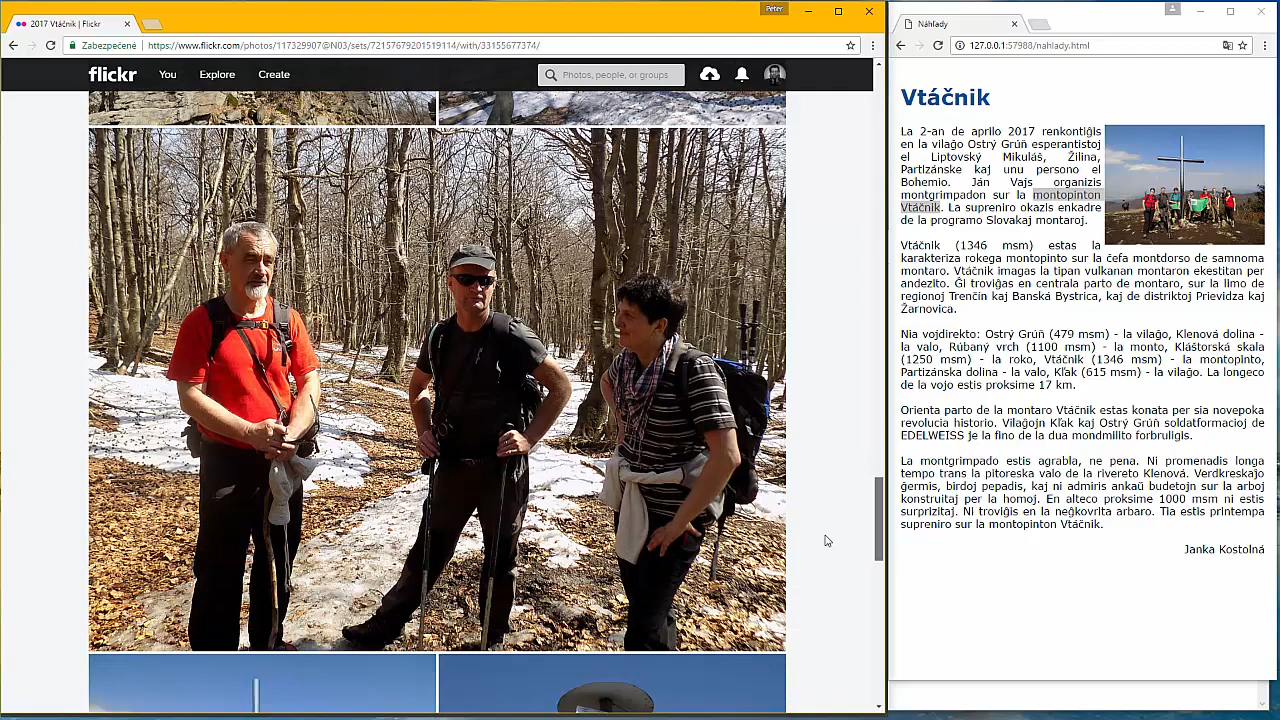 Peter
2017 Vtáčnik | Flickr
Náhľady
Zabezpečené
https://www.flickr.com/photos/117329907@N03/sets/72157679201519114/with/33155677374/
127.0.0.1:57988/nahlady.html
flickr
You
Explore
Create
Photos, people, or groups
Vtáčnik
La 2-an de aprilo 2017 renkontiĝis
en la vilaĝo Ostrý Grúň esperantistoj
el Liptovský Mikuláš, Žilina,
Partizánske kaj unu persono el
Bohemio. Ján Vajs organizis
montgrimpadon sur la montopinton
Vtáčnik. La supreniro okazis enkadre
de la programo Slovakaj montaroj.
Vtáčnik (1346 msm) estas la
karakteriza rokega montopinto sur la ĉefa montdorso de samnoma
montaro. Vtáčnik imagas la tipan vulkanan montaron ekestitan per
andezito. Ĝi troviĝas en centrala parto de montaro, sur la limo de
regionoj Trenčín kaj Banská Bystrica, kaj de distriktoj Prievidza kaj
Žarnovica.
Nia vojdirekto: Ostrý Grúň (479 msm) - la vilaĝo, Klenová dolina -
la valo, Rúbaný vrch (1100 msm) - la monto, Kláštorská skala
(1250 msm) - la roko, Vtáčnik (1346 msm) - la montopinto,
Partizánska dolina - la valo, Kľak (615 msm) - la vilaĝo. La longeco
de la vojo estis proksime 17 km.
Orienta parto de la montaro Vtáčnik estas konata per sia novepoka
revolucia historio. Vilaĝojn Kľak kaj Ostrý Grúň soldatformacioj de
EDELWEISS je la fino de la dua mondmilito forbruligis.
La montgrimpado estis agrabla, ne pena. Ni promenadis longa
tempo trans la pitoreska valo de la rivereto Klenová. Verdkreskaĵo
ĝermis, birdoj pepadis, kaj ni admiris ankaŭ budetojn sur la arboj
konstruitaj per la homoj. En alteco proksime 1000 msm ni estis
surprizitaj. Ni troviĝis en la neĝkovrita arbaro. Tia estis printempa
supreniro sur la montopinton Vtáčnik.
Janka Kostolná